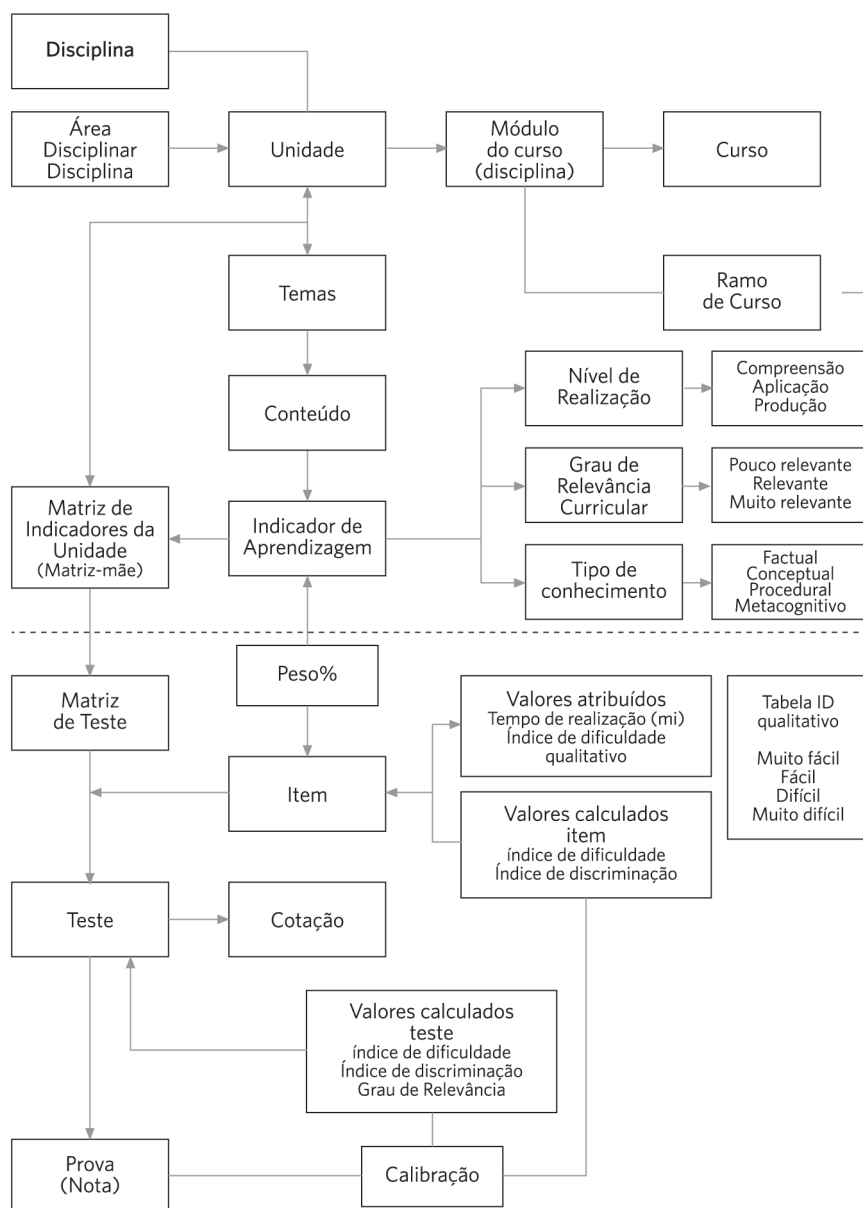 Disciplina
Área
Disciplinar
Disciplina
Unidade
Módulo
do curso
(disciplina)
Curso
Temas
Ramo
de Curso
Conteúdo
Nível de
Realização
Compreensão
Aplicação
Produção
Matriz de
Indicadores da
Unidade
(Matriz-mãe)
Indicador de
Aprendizagem
Grau de
Relevância
Curricular
Pouco relevante
Relevante
Muito relevante
Tipo de
conhecimento
Factual
Conceptual
Procedural
Metacognitivo
Peso%
Matriz
de Teste
Valores atribuídos
Tempo de realização (mi)
Índice de dificuldade
qualitativo
Tabela ID
qualitativo
Muito fácil
Fácil
Difícil
Muito difícil
Item
Valores calculados
item
índice de dificuldade
Índice de discriminação
Teste
Cotação
Valores calculados
teste
índice de dificuldade
Índice de discriminação
Grau de Relevância
Prova
(Nota)
Calibração